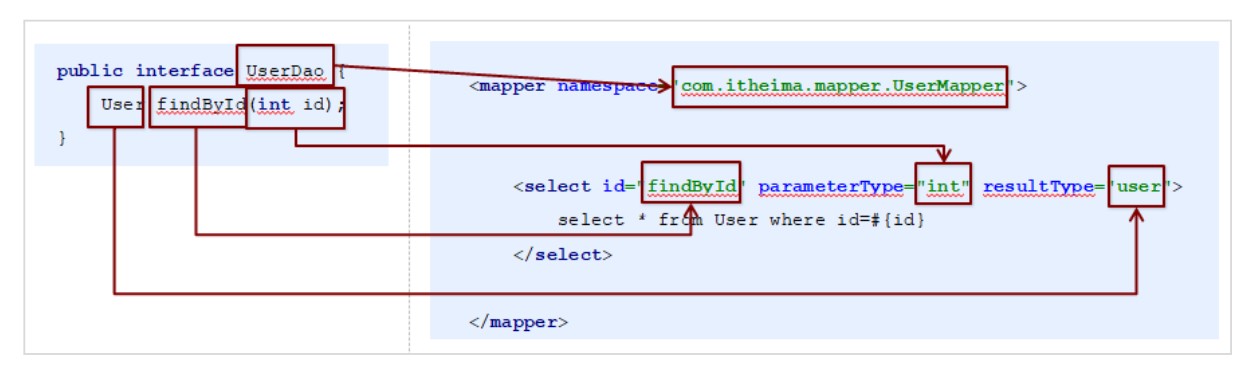 public interface UserDao {
User findById(int id);
}
<mapper namespace="com.itheima.mapper.UserMapper">
<select id="findById" parameterType="int" resultType="user">
select * from User where id=#{id}
</select>
</mapper>